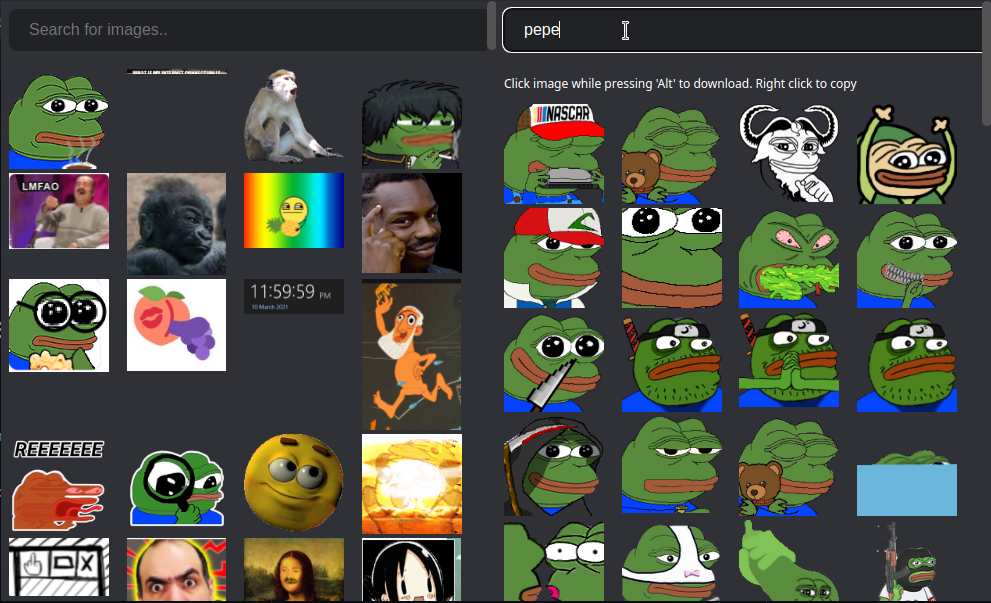 Search for images..
pepe
Click image while pressing 'Alt' to download. Right click to copy
WHAT IS MY INTERNET CONNECTION IS
NASCAR
LMFAO
11:59:59 PM
10 March 2021
REEEEEEE